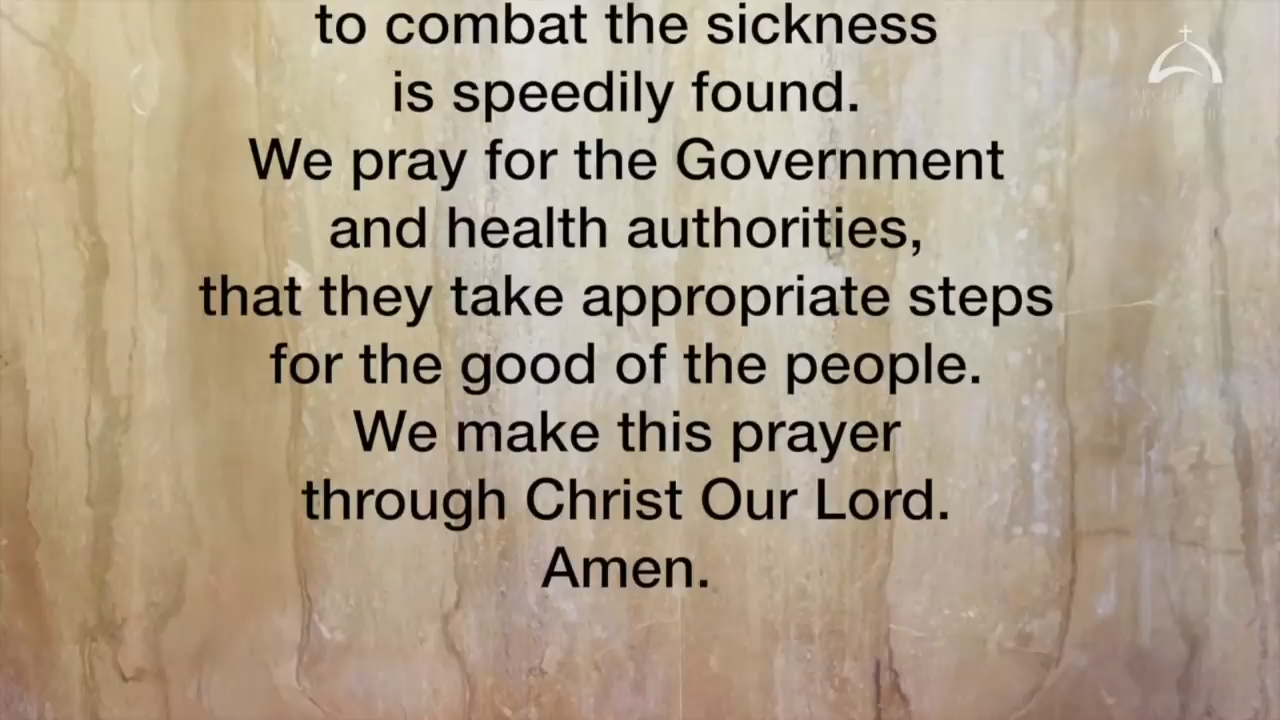 to combat the sickness
is speedily found.
We pray for the Government
and health authorities,
that they take appropriate steps
for the good of the people.
We make this prayer
through Christ Our Lord.
Amen.